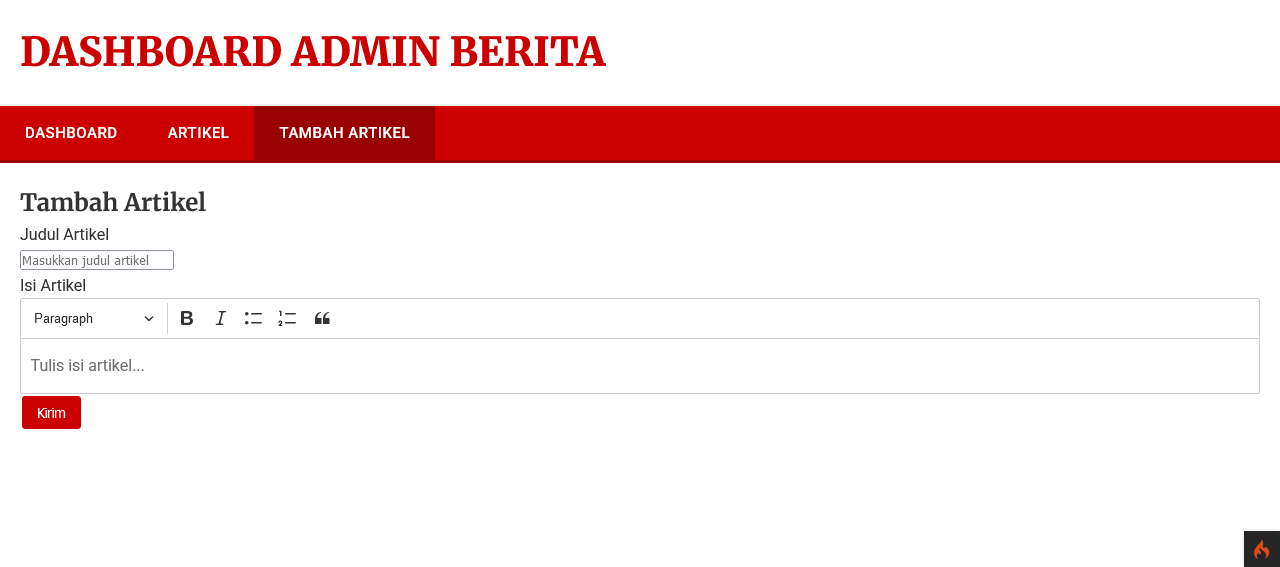 DASHBOARD ADMIN BERITA
DASHBOARD ARTIKEL TAMBAH ARTIKEL
Tambah Artikel
Judul Artikel
Masukkan judul artikel
Isi Artikel
Paragraph
Tulis isi artikel...
Kirim